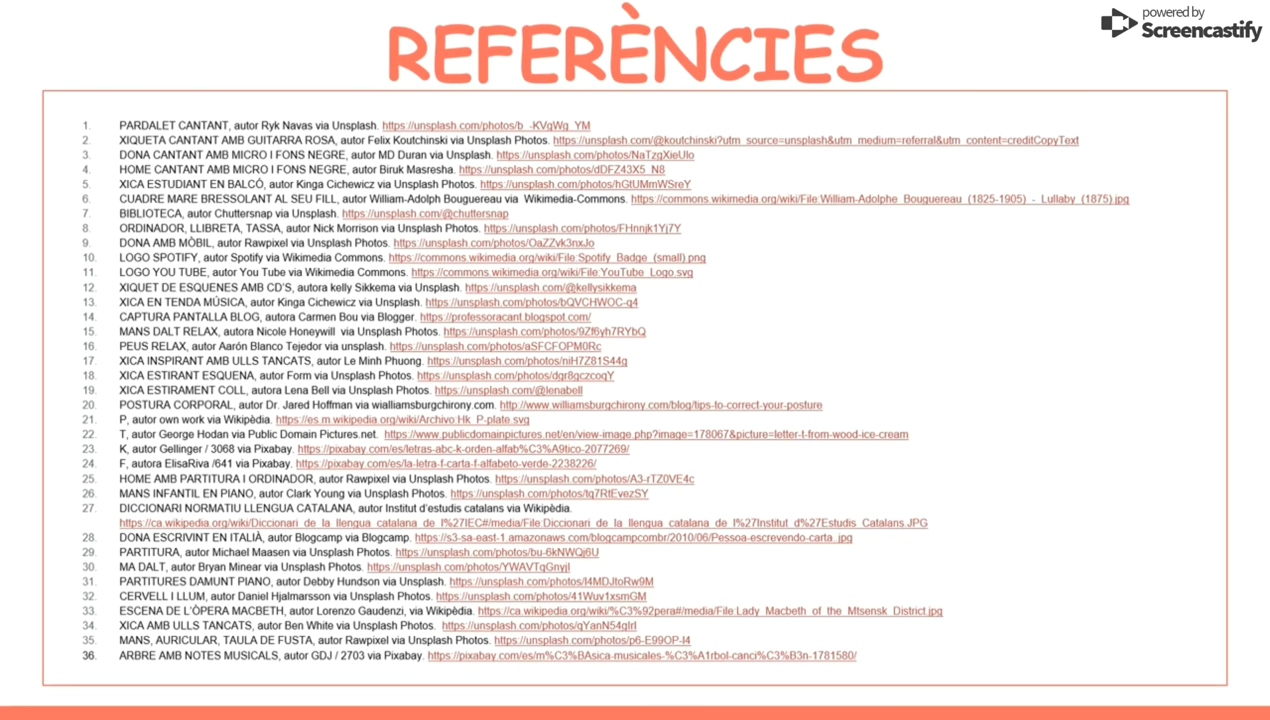 REFERÈNCIES
powered by
Screencastify
1. PARDALET CANTANT, autor Ryk Navas via Unsplash. https://unsplash.com/photos/b_-KVgWg_YM
2. XIQUETA CANTANT AMB GUITARRA ROSA, autor Felix Koutchinski via Unsplash Photos. https://unsplash.com/@koutchinski?utm_source=unsplash&utm_medium=referral&utm_content=creditCopyText
3. DONA CANTANT AMB MICRO I FONS NEGRE, autor MD Duran via Unsplash. https://unsplash.com/photos/NaTzgXieUlo
4. HOME CANTANT AMB MICRO I FONS NEGRE, autor Biruk Masresha. https://unsplash.com/photos/dDFZ43X5_N8
5. XICA ESTUDIANT EN BALCÓ, autor Kinga Cichewicz via Unsplash Photos. https://unsplash.com/photos/hGtUMmWSreY
6. CUADRE MARE BRESSOLANT AL SEU FILL, autor William-Adolph Bouguereau via Wikimedia-Commons. https://commons.wikimedia.org/wiki/File:William-Adolphe_Bouguereau_(1825-1905)_-_Lullaby_(1875).jpg
7. BIBLIOTECA, autor Chuttersnap via Unsplash. https://unsplash.com/@chuttersnap
8. ORDINADOR, LLIBRETA, TASSA, autor Nick Morrison via Unsplash Photos. https://unsplash.com/photos/FHnnjk1Yj7Y
9. DONA AMB MÒBIL, autor Rawpixel via Unsplash Photos. https://unsplash.com/photos/OaZZvk3nxJo
10. LOGO SPOTIFY, autor Spotify via Wikimedia Commons. https://commons.wikimedia.org/wiki/File:Spotify_Badge_(small).png
11. LOGO YOU TUBE, autor You Tube via Wikimedia Commons. https://commons.wikimedia.org/wiki/File:YouTube_Logo.svg
12. XIQUET DE ESQUENES AMB CD'S, autora kelly Sikkema via Unsplash. https://unsplash.com/@kellysikkema
13. XICA EN TENDA MÚSICA, autor Kinga Cichewicz via Unsplash. https://unsplash.com/photos/bQVCHWOC-g4
14. CAPTURA PANTALLA BLOG, autora Carmen Bou via Blogger. https://professoracant.blogspot.com/
15. MANS DALT RELAX, autora Nicole Honeywill via Unsplash Photos. https://unsplash.com/photos/9Zf6yh7RYbQ
16. PEUS RELAX, autor Aarón Blanco Tejedor via unsplash. https://unsplash.com/photos/aSFCFOPM0Rc
17. XICA INSPIRANT AMB ULLS TANCATS, autor Le Minh Phuong. https://unsplash.com/photos/niH7Z81S44g
18. XICA ESTIRANT ESQUENA, autor Form via Unsplash Photos. https://unsplash.com/photos/dgr8gczcoqY
19. XICA ESTIRAMENT COLL, autora Lena Bell via Unsplash Photos. https://unsplash.com/@lenabell
20. POSTURA CORPORAL, autor Dr. Jared Hoffman via wialliamsburgchirony.com. http://www.williamsburgchirony.com/blog/tips-to-correct-your-posture
21. P, autor own work via Wikipèdia. https://es.m.wikipedia.org/wiki/Archivo:Hk_P-plate.svg
22. T, autor George Hodan via Public Domain Pictures.net. https://www.publicdomainpictures.net/en/view-image.php?image=178067&picture=letter-t-from-wood-ice-cream
23. K, autor Gellinger / 3068 via Pixabay. https://pixabay.com/es/letras-abc-k-orden-alfab%C3%A9tico-2077269/
24. F, autora ElisaRiva /641 via Pixabay. https://pixabay.com/es/la-letra-f-carta-f-alfabeto-verde-2238226/
25. HOME AMB PARTITURA I ORDINADOR, autor Rawpixel via Unsplash Photos. https://unsplash.com/photos/A3-rTZ0VE4c
26. MANS INFANTIL EN PIANO, autor Clark Young via Unsplash Photos. https://unsplash.com/photos/tq7RtEvezSY
27. DICCIONARI NORMATIU LLENGUA CATALANA, autor Institut d'estudis catalans via Wikipèdia.
https://ca.wikipedia.org/wiki/Diccionari_de_la_llengua_catalana_de_l%27IEC#/media/File:Diccionari_de_la_llengua_catalana_de_l%27Institut_d%27Estudis_Catalans.JPG
28. DONA ESCRIVINT EN ITALIÀ, autor Blogcamp via Blogcamp. https://s3-sa-east-1.amazonaws.com/blogcampcombr/2010/06/Pessoa-escrevendo-carta..jpg
29. PARTITURA, autor Michael Maasen via Unsplash Photos. https://unsplash.com/photos/bu-6kNWQj6U
30. MA DALT, autor Bryan Minear via Unsplash Photos. https://unsplash.com/photos/YWAVTqGnyjI
31. PARTITURES DAMUNT PIANO, autor Debby Hundson via Unsplash. https://unsplash.com/photos/l4MDJtoRw9M
32. CERVELL I LLUM, autor Daniel Hjalmarsson via Unsplash Photos. https://unsplash.com/photos/41Wuv1xsmGM
33. ESCENA DE L'ÒPERA MACBETH, autor Lorenzo Gaudenzi, via Wikipèdia. https://ca.wikipedia.org/wiki/%C3%92pera#/media/File:Lady_Macbeth_of_the_Mtsensk_District.jpg
34. XICA AMB ULLS TANCATS, autor Ben White via Unsplash Photos. https://unsplash.com/photos/qYanN54gIrI
35. MANS, AURICULAR, TAULA DE FUSTA, autor Rawpixel via Unsplash Photos. https://unsplash.com/photos/p6-E99OP-l4
36. ARBRE AMB NOTES MUSICALS, autor GDJ / 2703 via Pixabay. https://pixabay.com/es/m%C3%BAsica-musicales-%C3%A1rbol-canci%C3%B3n-1781580/